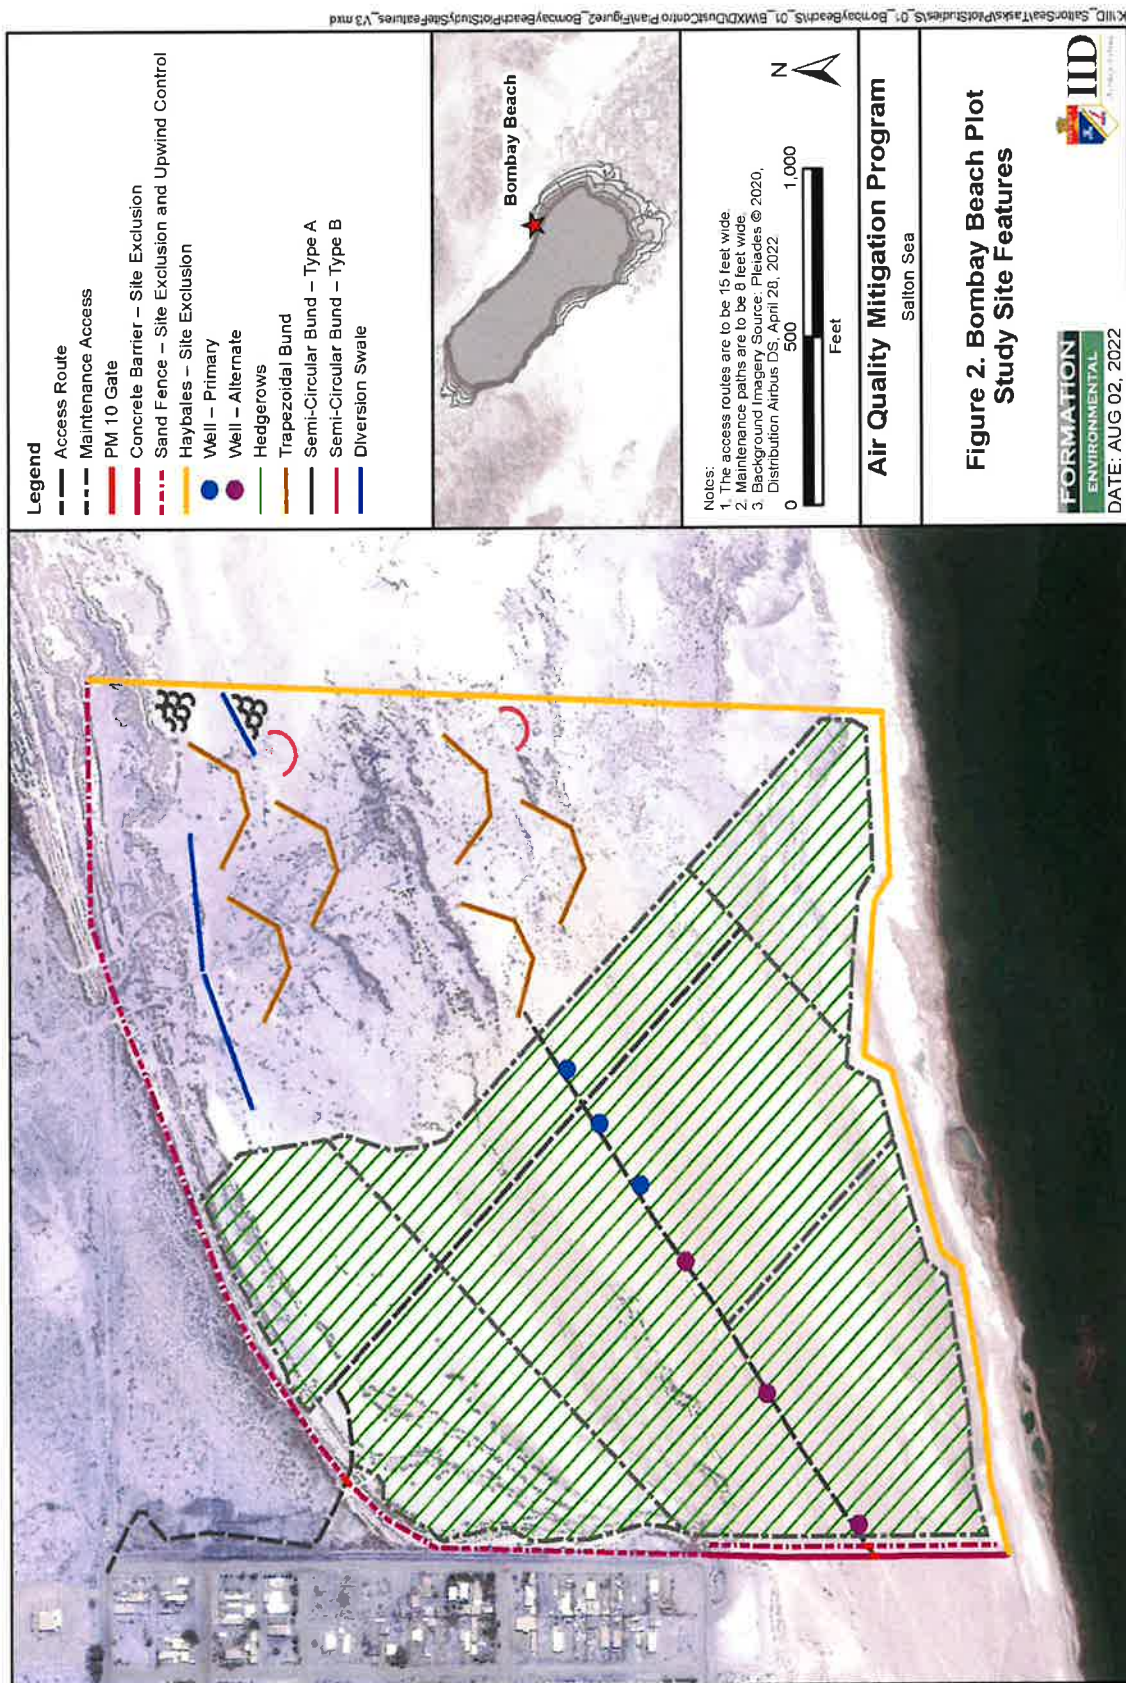 Legend
Access Route
Maintenance Access
PM 10 Gate
Concrete Barrier – Site Exclusion
Sand Fence – Site Exclusion and Upwind Control
Haybales – Site Exclusion
Well – Primary
Well – Alternate
Hedgerows
Trapezoidal Bund
Semi-Circular Bund – Type A
Semi-Circular Bund – Type B
Diversion Swale
Bombay Beach
Notes:
1. The access routes are to be 15 feet wide.
2. Maintenance paths are to be 8 feet wide.
3. Background Imagery Source: Pleiades © 2020,
Distribution Airbus DS, April 28, 2022
N
0 500 1,000
Feet
Air Quality Mitigation Program
Salton Sea
Figure 2. Bombay Beach Plot
Study Site Features
FORMATION
ENVIRONMENTAL
IID
DATE: AUG 02, 2022